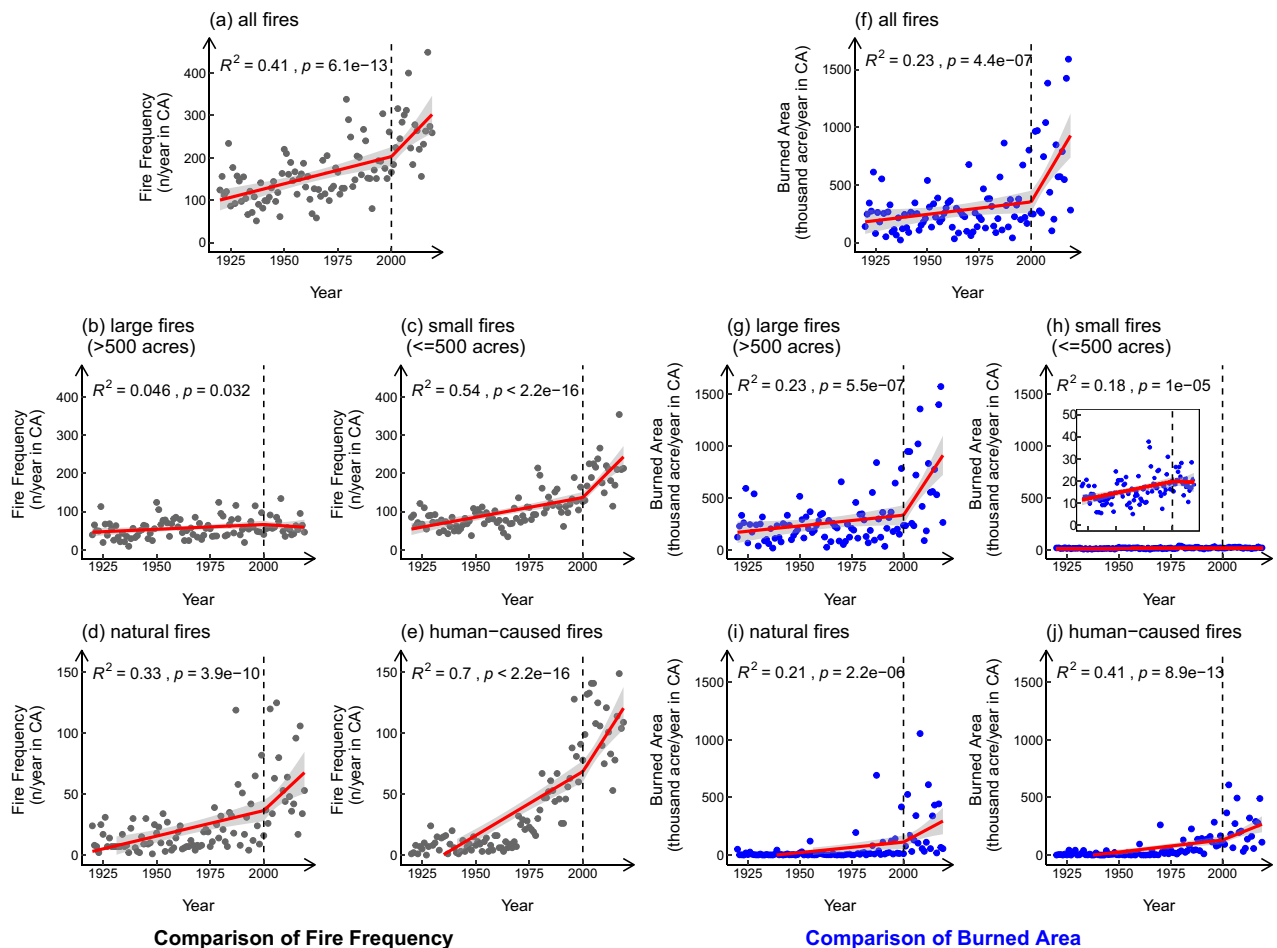 (a) all fires
R² = 0.41 , p = 6.1e−13
Fire Frequency
(n/year in CA)
400
300
200
100
0
1925 1950 1975 2000
Year
(f) all fires
R² = 0.23 , p = 4.4e−07
Burned Area
(thousand acre/year in CA)
1500
1000
500
0
1925 1950 1975 2000
Year
(b) large fires
(>500 acres)
R² = 0.046 , p = 0.032
Fire Frequency
(n/year in CA)
400
300
200
100
0
1925 1950 1975 2000
Year
(c) small fires
(<=500 acres)
R² = 0.54 , p < 2.2e−16
Fire Frequency
(n/year in CA)
400
300
200
100
0
1925 1950 1975 2000
Year
(g) large fires
(>500 acres)
R² = 0.23 , p = 5.5e−07
Burned Area
(thousand acre/year in CA)
1500
1000
500
0
1925 1950 1975 2000
Year
(h) small fires
(<=500 acres)
R² = 0.18 , p = 1e−05
Burned Area
(thousand acre/year in CA)
1500
1000
500
0
50
40
30
20
10
0
1925 1950 1975 2000
Year
(d) natural fires
R² = 0.33 , p = 3.9e−10
Fire Frequency
(n/year in CA)
150
100
50
0
1925 1950 1975 2000
Year
(e) human−caused fires
R² = 0.7 , p < 2.2e−16
Fire Frequency
(n/year in CA)
150
100
50
0
1925 1950 1975 2000
Year
(i) natural fires
R² = 0.21 , p = 2.2e−06
Burned Area
(thousand acre/year in CA)
1500
1000
500
0
1925 1950 1975 2000
Year
(j) human−caused fires
R² = 0.41 , p = 8.9e−13
Burned Area
(thousand acre/year in CA)
1500
1000
500
0
1925 1950 1975 2000
Year
Comparison of Fire Frequency
Comparison of Burned Area